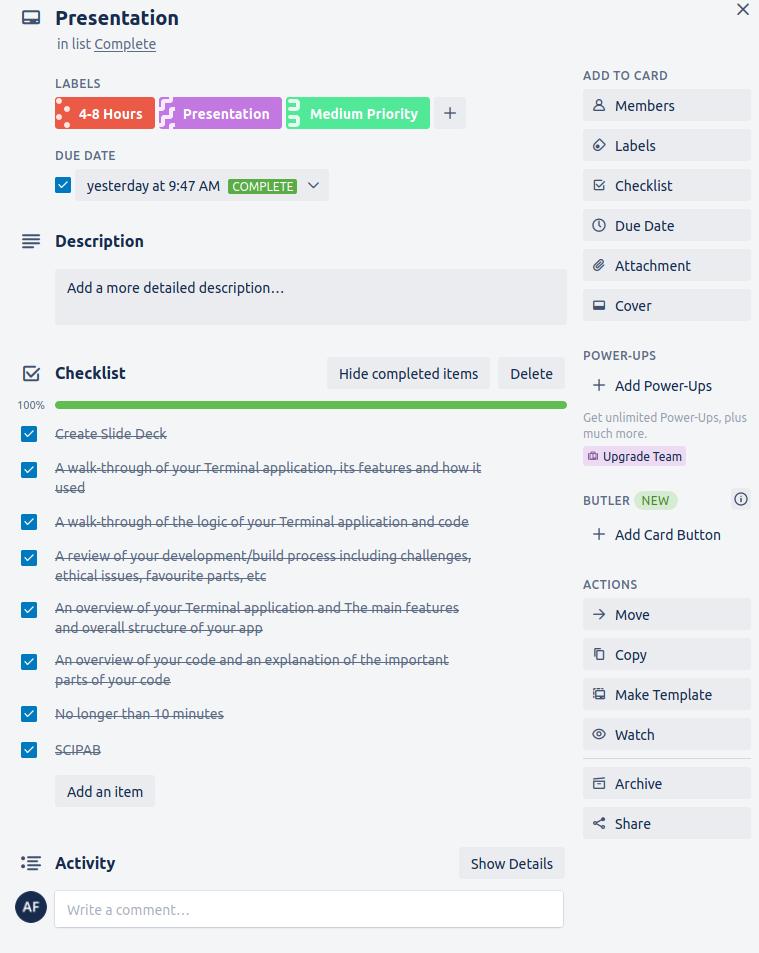 Presentation
in list Complete
LABELS
4-8 Hours
Presentation
Medium Priority
DUE DATE
yesterday at 9:47 AM COMPLETE
Description
Add a more detailed description…
Checklist
Hide completed items
Delete
100%
Create Slide Deck
A walk-through of your Terminal application, its features and how it
used
A walk-through of the logic of your Terminal application and code
A review of your development/build process including challenges,
ethical issues, favourite parts, etc
An overview of your Terminal application and The main features
and overall structure of your app
An overview of your code and an explanation of the important
parts of your code
No longer than 10 minutes
SCIPAB
Add an item
Activity
Show Details
AF
Write a comment…
ADD TO CARD
Members
Labels
Checklist
Due Date
Attachment
Cover
POWER-UPS
Add Power-Ups
Get unlimited Power-Ups, plus
much more.
Upgrade Team
BUTLER NEW
Add Card Button
ACTIONS
Move
Copy
Make Template
Watch
Archive
Share